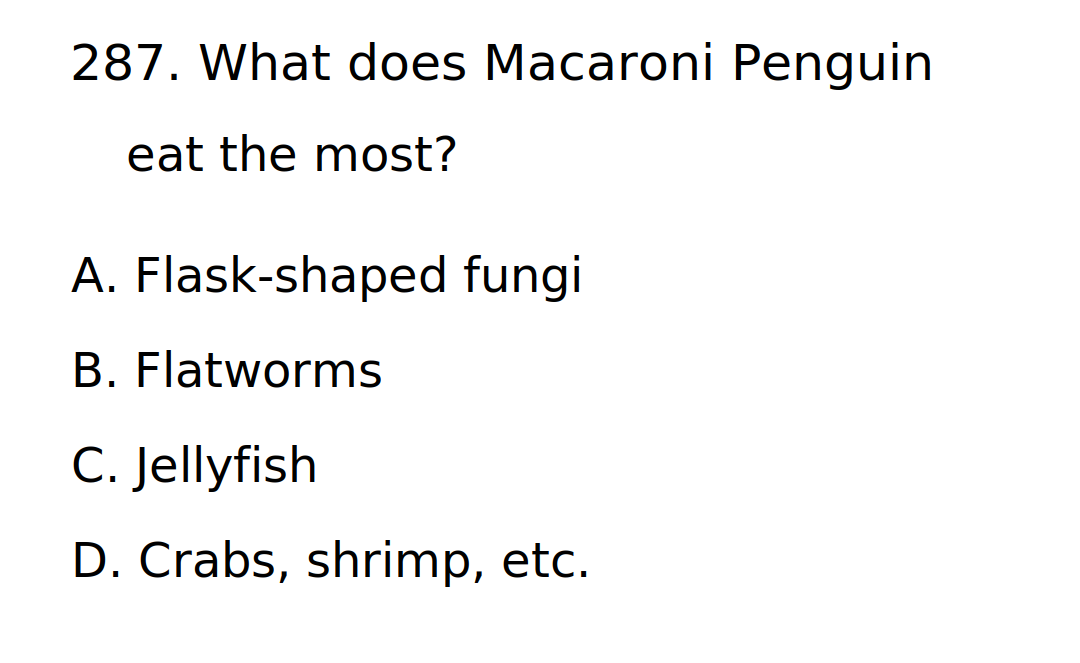 287. What does Macaroni Penguin
eat the most?
A. Flask-shaped fungi
B. Flatworms
C. Jellyfish
D. Crabs, shrimp, etc.